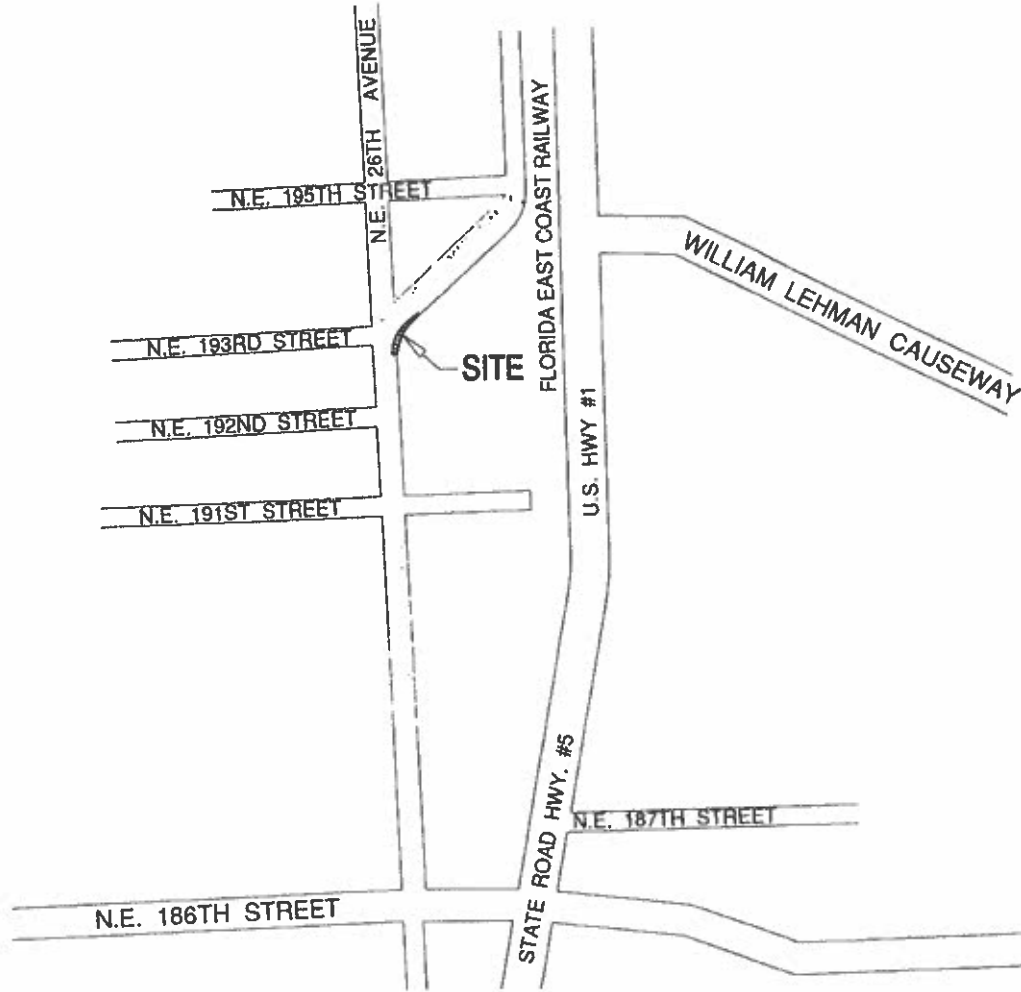 N.E. 26TH AVENUE
FLORIDA EAST COAST RAILWAY
N.E. 195TH STREET
WILLIAM LEHMAN CAUSEWAY
N.E. 193RD STREET
SITE
N.E. 192ND STREET
U.S. HWY #1
N.E. 191ST STREET
STATE ROAD HWY. #5
N.E. 187TH STREET
N.E. 186TH STREET